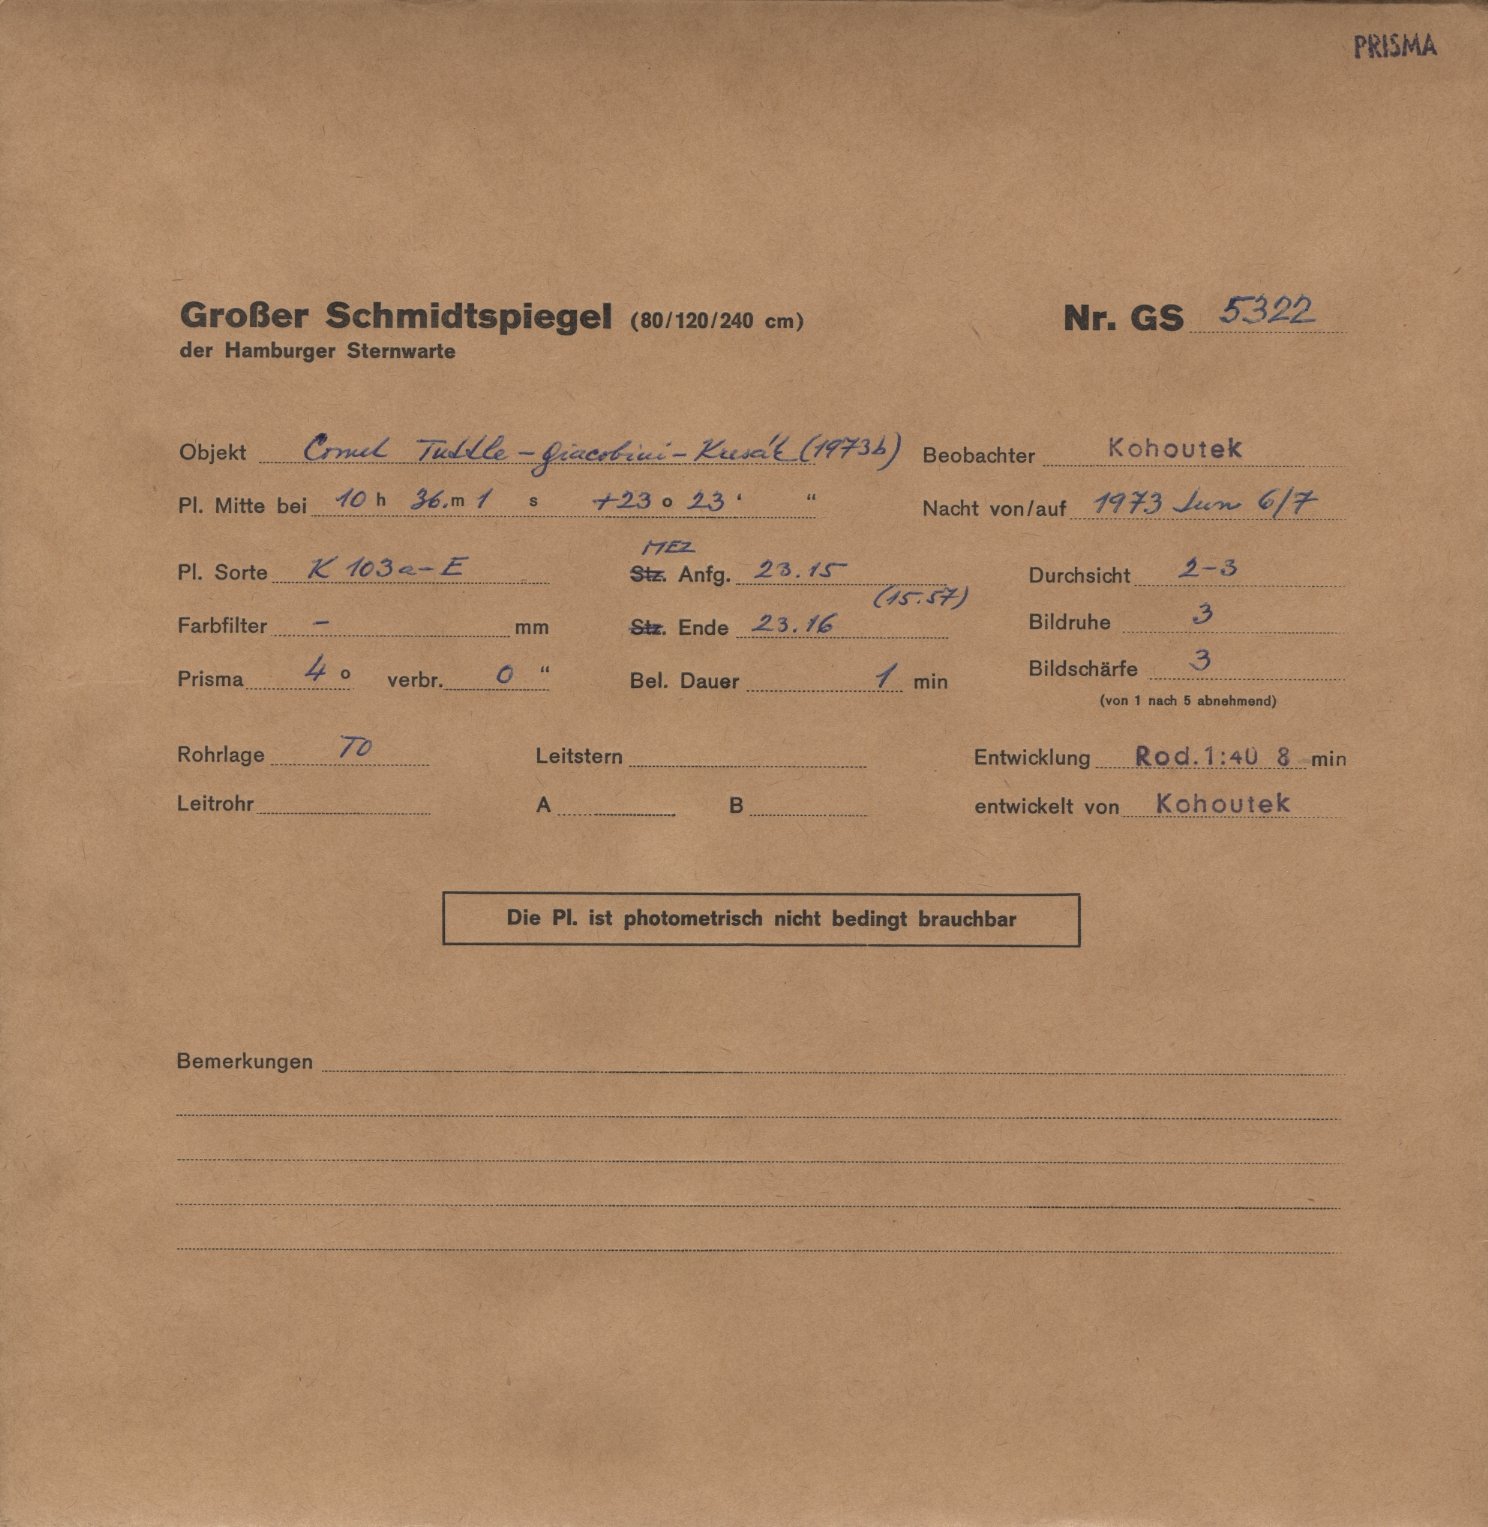 PRISMA
Großer Schmidtspiegel (80/120/240 cm) Nr. GS 5322
der Hamburger Sternwarte
Objekt Comet Tuttle-Giacobini-Kresák (1973b) Beobachter Kohoutek
Pl. Mitte bei 10 h 36. m 1 s +23 o 23 ' “ Nacht von/auf 1973 Jun 6/7
MEZ
Pl. Sorte K 103a-E Stz. Anfg. 23.15 Durchsicht 2-3
(15.57)
Farbfilter - mm Stz. Ende 23.16 Bildruhe 3
Prisma 4 o verbr. 0 “ Bel. Dauer 1 min Bildschärfe 3
(von 1 nach 5 abnehmend)
Rohrlage TO Leitstern Entwicklung Rod. 1:40 8 min
Leitrohr A B entwickelt von Kohoutek
Die Pl. ist photometrisch nicht bedingt brauchbar
Bemerkungen